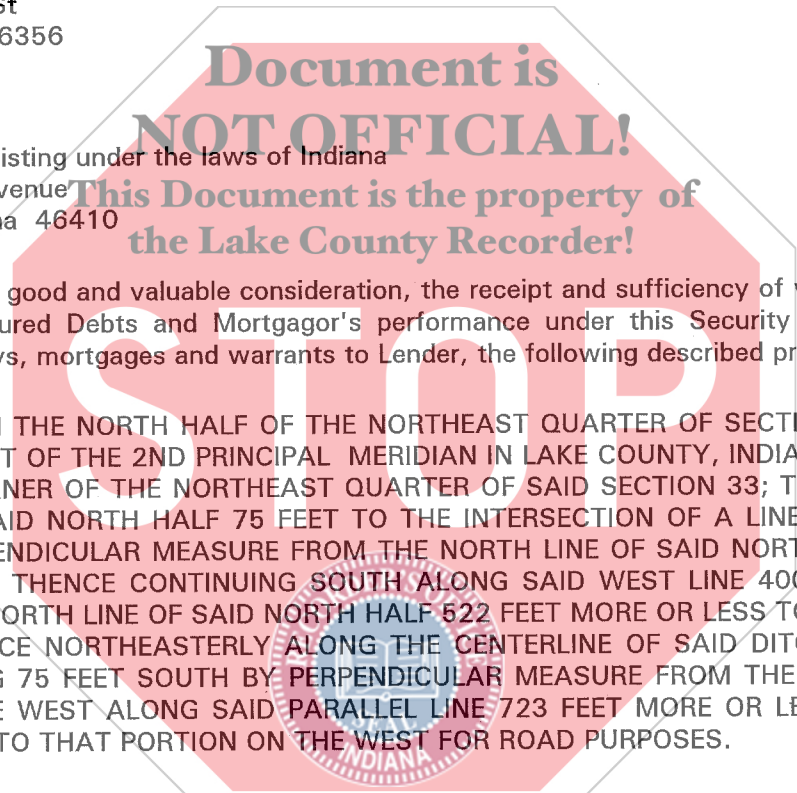 St
6356
Document is
NOT OFFICIAL!
isting under the laws of Indiana
venue
This Document is the property of
a 46410
the Lake County Recorder!
good and valuable consideration, the receipt and sufficiency of
ured Debts and Mortgagor's performance under this Security
ys, mortgages and warrants to Lender, the following described pr
STOP
THE NORTH HALF OF THE NORTHEAST QUARTER OF SECTI
T OF THE 2ND PRINCIPAL MERIDIAN IN LAKE COUNTY, INDIA
NER OF THE NORTHEAST QUARTER OF SAID SECTION 33; T
AID NORTH HALF 75 FEET TO THE INTERSECTION OF A LINE
ENDICULAR MEASURE FROM THE NORTH LINE OF SAID NORT
THENCE CONTINUING SOUTH ALONG SAID WEST LINE 400
ORTH LINE OF SAID NORTH HALF 522 FEET MORE OR LESS TO
CE NORTHEASTERLY ALONG THE CENTERLINE OF SAID DITC
G 75 FEET SOUTH BY PERPENDICULAR MEASURE FROM THE
E WEST ALONG SAID PARALLEL LINE 723 FEET MORE OR LE
TO THAT PORTION ON THE WEST FOR ROAD PURPOSES.
SEAL
INDIANA